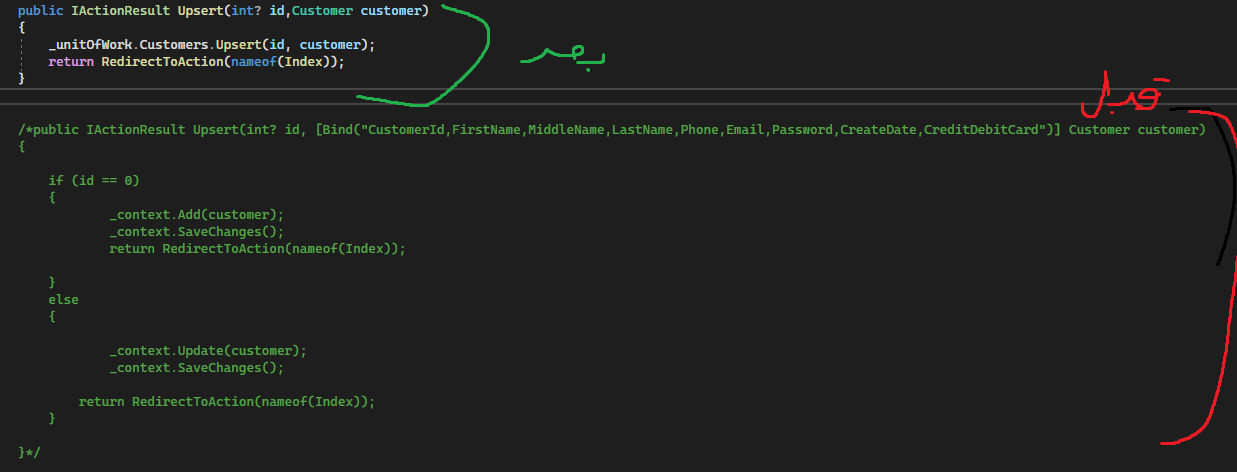 public IActionResult Upsert(int? id,Customer customer)
{
_unitOfWork.Customers.Upsert(id, customer);
return RedirectToAction(nameof(Index));
}
بعد
قبل
/*public IActionResult Upsert(int? id, [Bind("CustomerId,FirstName,MiddleName,LastName,Phone,Email,Password,CreateDate,CreditDebitCard")] Customer customer)
{
if (id == 0)
{
_context.Add(customer);
_context.SaveChanges();
return RedirectToAction(nameof(Index));
}
else
{
_context.Update(customer);
_context.SaveChanges();
return RedirectToAction(nameof(Index));
}
}*/